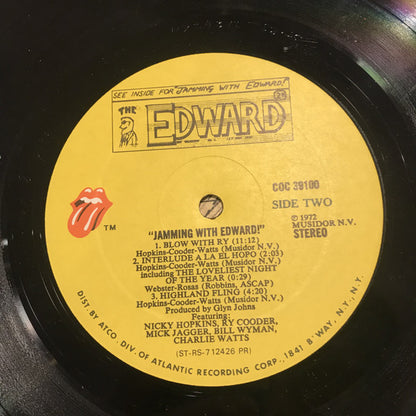 SEE INSIDE FOR "JAMMING WITH EDWARD!"
THE EDWARD
COC 39100
SIDE TWO
℗ 1972
MUSIDOR N.V.
STEREO
TM
"JAMMING WITH EDWARD!"
1. BLOW WITH RY (11:12)
Hopkins-Cooder-Watts (Musidor N.V.)
2. INTERLUDE A LA EL HOPO (2:03)
Hopkins-Cooder-Watts (Musidor N.V.)
including THE LOVELIEST NIGHT
OF THE YEAR (0:29)
Webster-Rosas (Robbins, ASCAP)
3. HIGHLAND FLING (4:20)
Hopkins-Cooder-Watts (Musidor N.V.)
Produced by Glyn Johns
Featuring:
NICKY HOPKINS, RY COODER,
MICK JAGGER, BILL WYMAN,
CHARLIE WATTS
(ST-RS-712426 PR)
DIST. BY ATCO DIV. OF ATLANTIC RECORDING CORP., 1841 B'WAY, N.Y., N.Y.